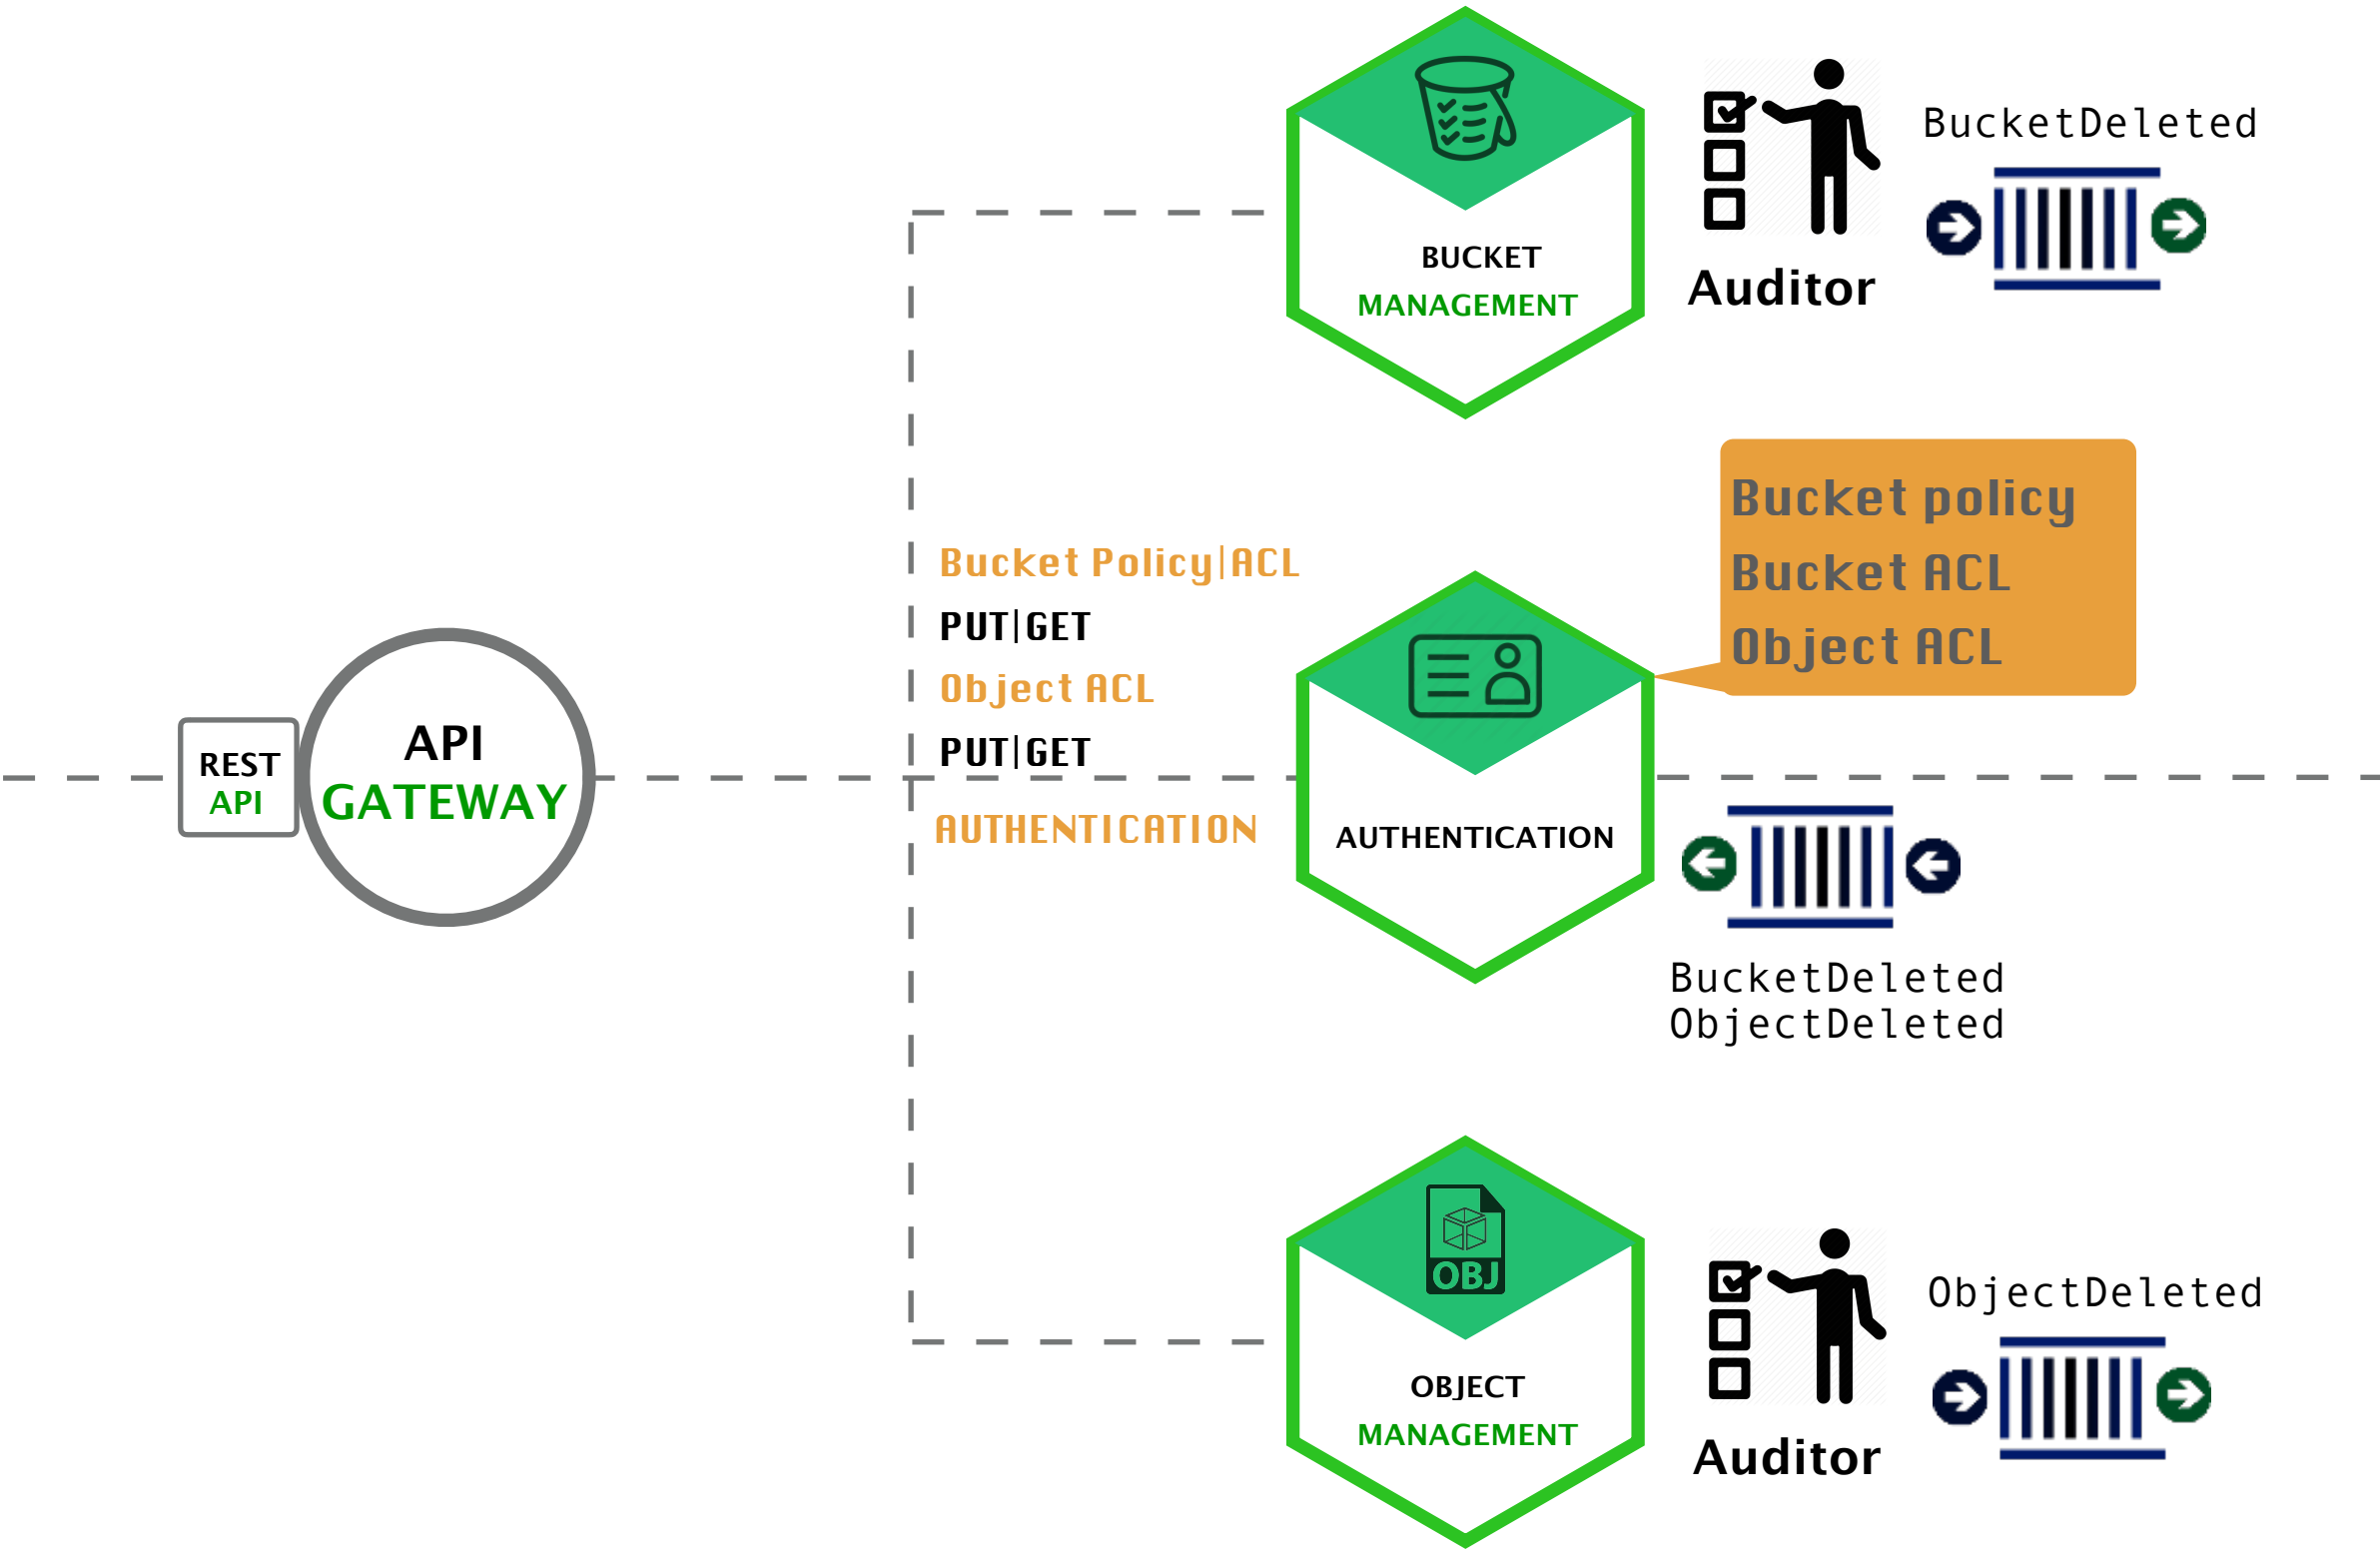 BucketDeleted
BUCKET
MANAGEMENT
Auditor
Bucket policy
Bucket ACL
Object ACL
Bucket Policy|ACL
PUT|GET
Object ACL
PUT|GET
AUTHENTICATION
REST
API
API
GATEWAY
AUTHENTICATION
BucketDeleted
ObjectDeleted
OBJ
OBJECT
MANAGEMENT
Auditor
ObjectDeleted